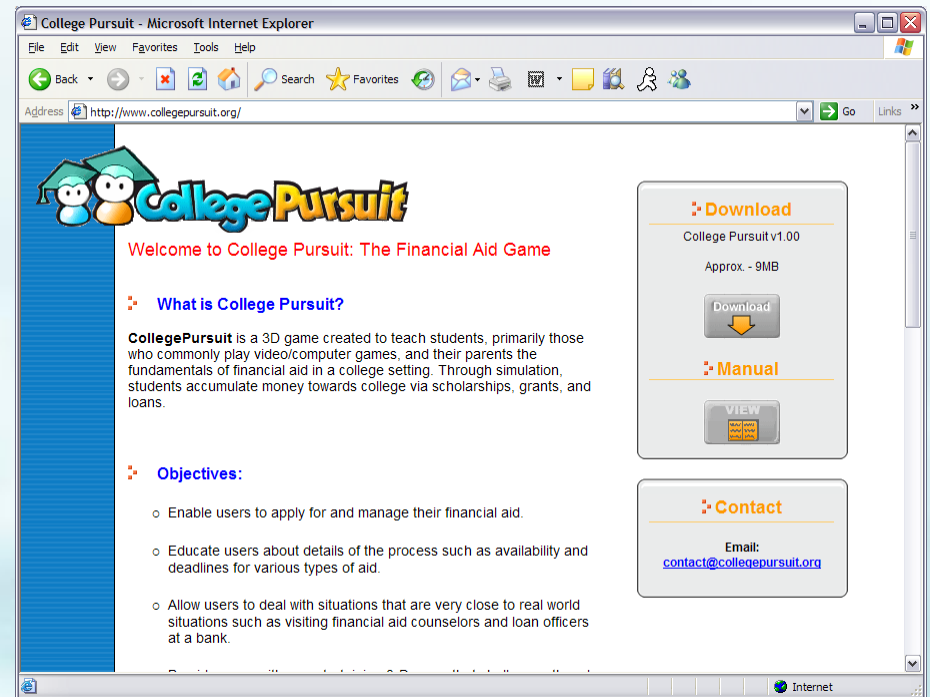 College Pursuit - Microsoft Internet Explorer
File Edit View Favorites Tools Help
Back Search Favorites W
Address http://www.collegepursuit.org/ Go Links »
College Pursuit
Welcome to College Pursuit: The Financial Aid Game
What is College Pursuit?
CollegePursuit is a 3D game created to teach students, primarily those
who commonly play video/computer games, and their parents the
fundamentals of financial aid in a college setting. Through simulation,
students accumulate money towards college via scholarships, grants, and
loans.
Objectives:
o Enable users to apply for and manage their financial aid.
o Educate users about details of the process such as availability and
deadlines for various types of aid.
o Allow users to deal with situations that are very close to real world
situations such as visiting financial aid counselors and loan officers
at a bank.
Download
College Pursuit v1.00
Approx. - 9MB
Download
Manual
VIEW
Contact
Email:
contact@collegepursuit.org
Internet